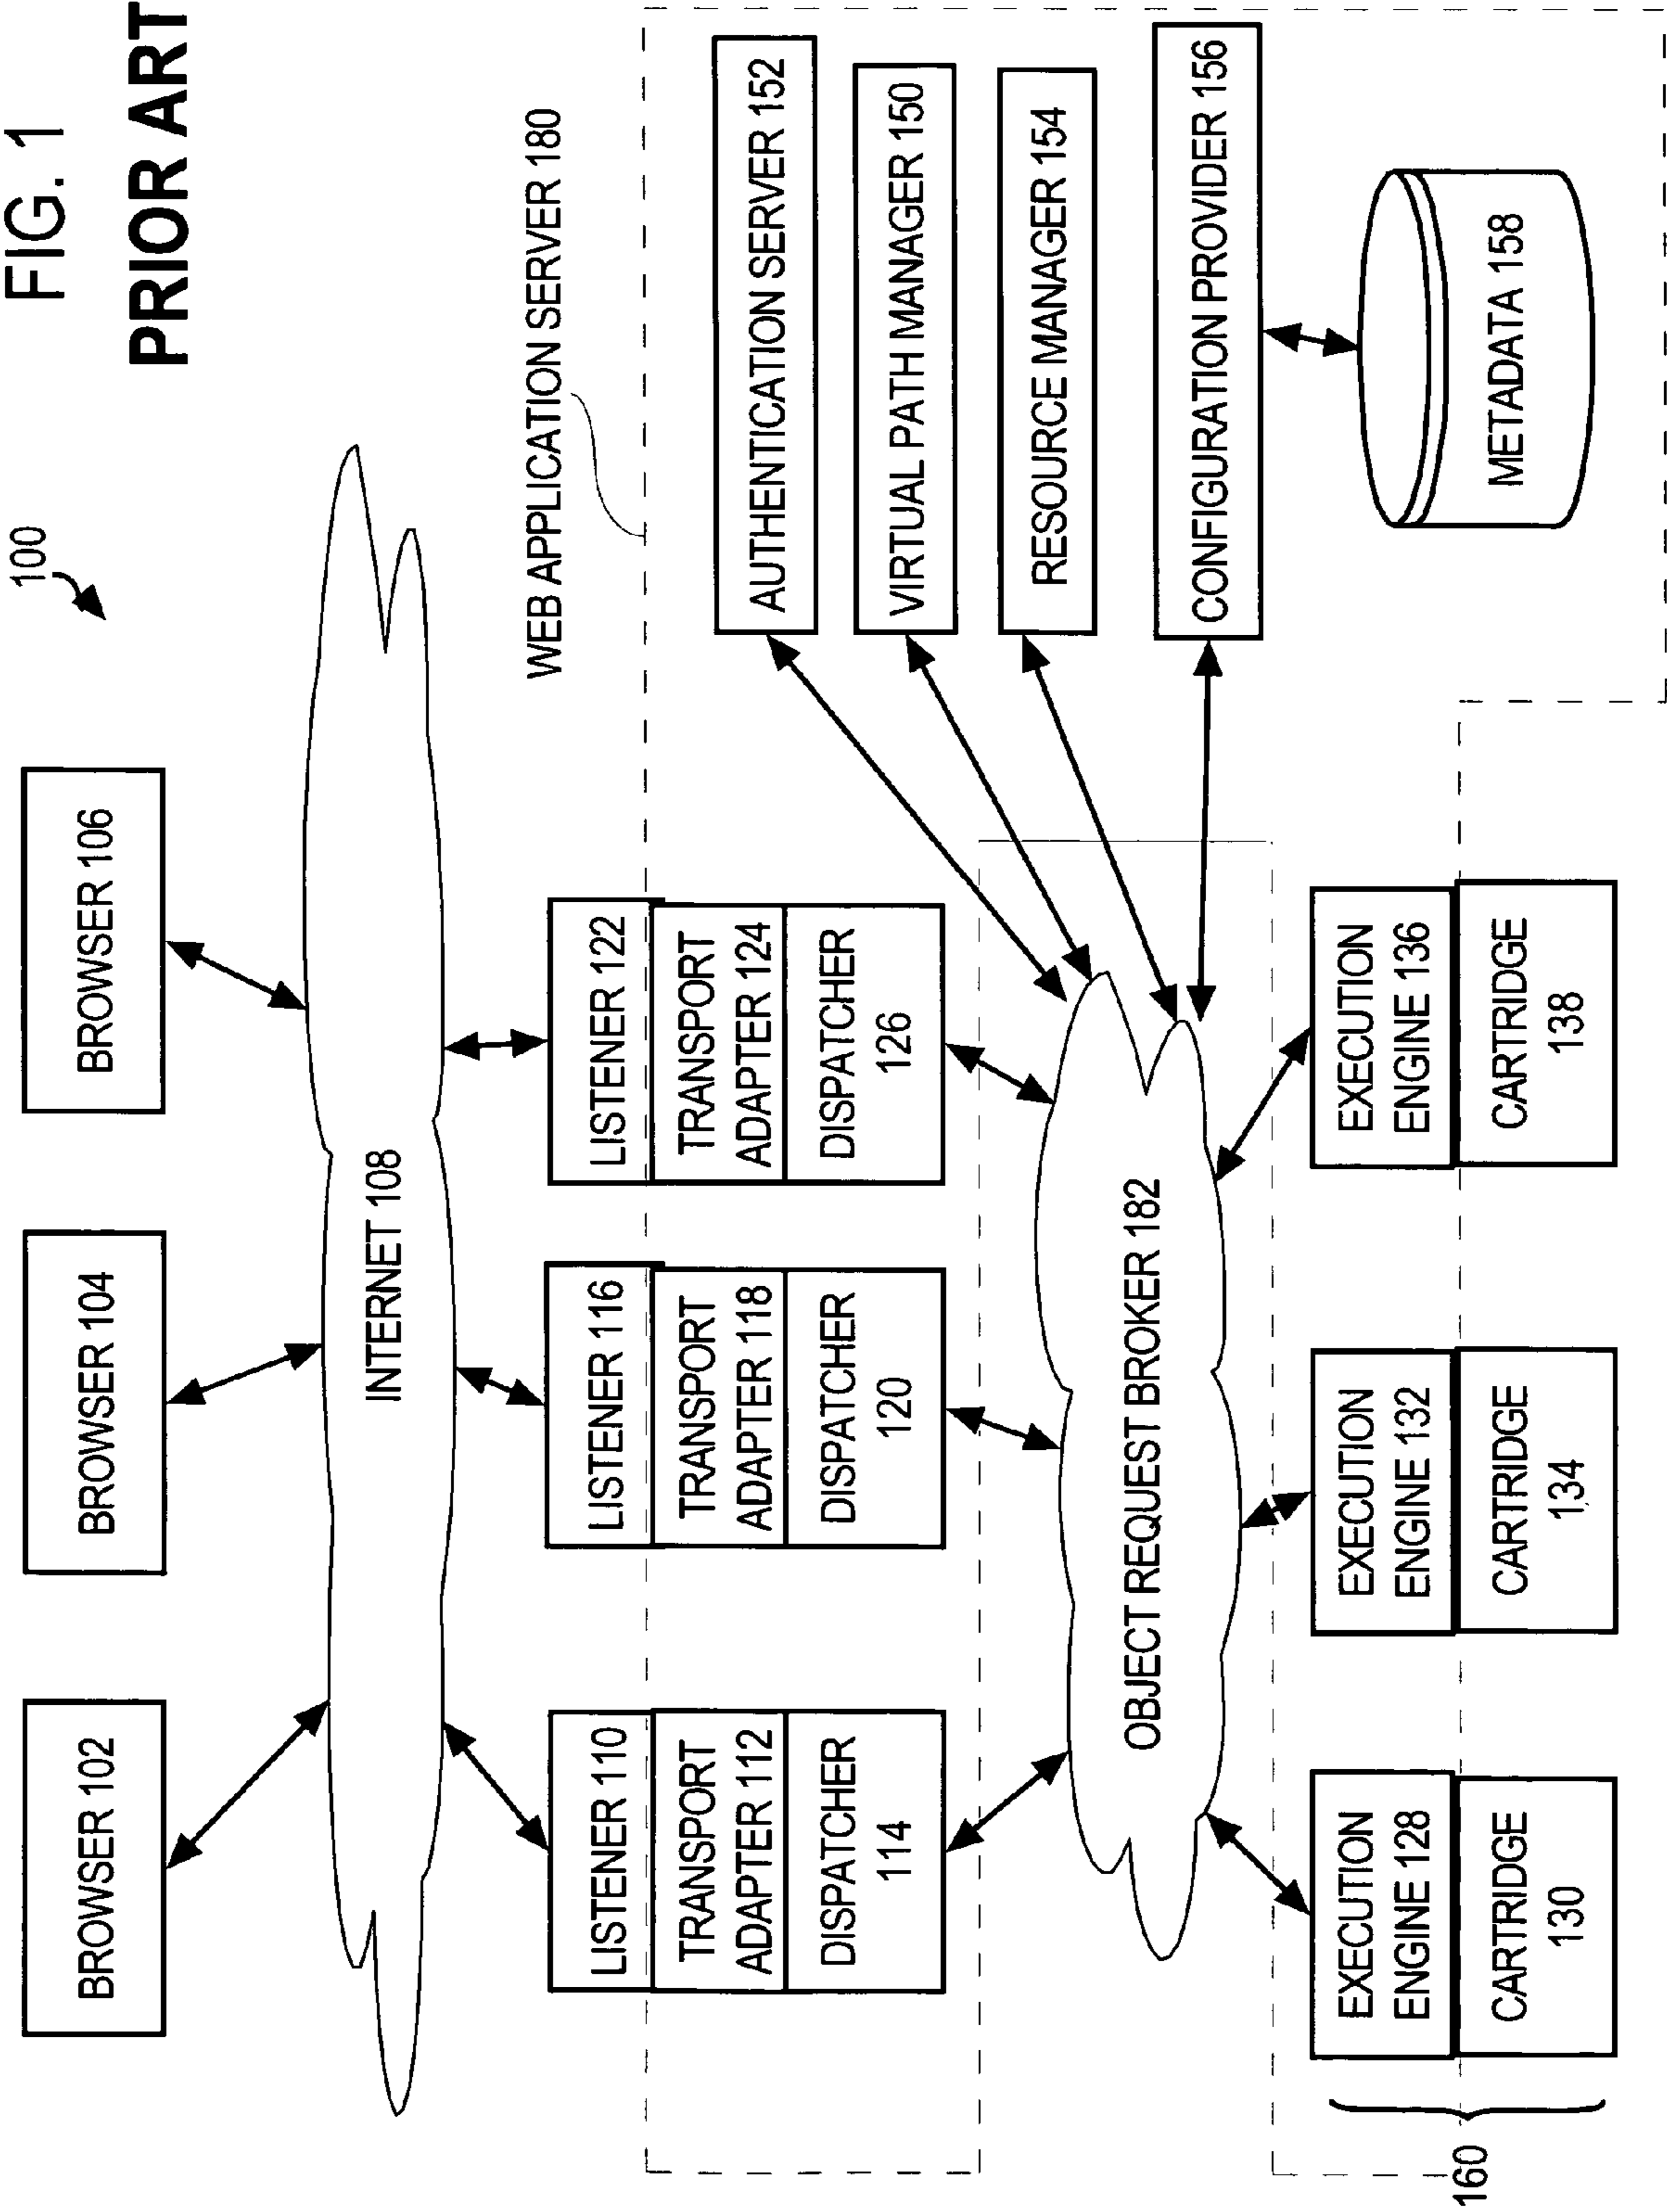 FIG. 1
PRIOR ART
100
BROWSER 102
BROWSER 104
BROWSER 106
INTERNET 108
WEB APPLICATION SERVER 180
LISTENER 110
TRANSPORT
ADAPTER 112
DISPATCHER
114
LISTENER 116
TRANSPORT
ADAPTER 118
DISPATCHER
120
LISTENER 122
TRANSPORT
ADAPTER 124
DISPATCHER
126
AUTHENTICATION SERVER 152
VIRTUAL PATH MANAGER 150
RESOURCE MANAGER 154
CONFIGURATION PROVIDER 156
METADATA 158
OBJECT REQUEST BROKER 182
160
EXECUTION
ENGINE 128
CARTRIDGE
130
EXECUTION
ENGINE 132
CARTRIDGE
134
EXECUTION
ENGINE 136
CARTRIDGE
138